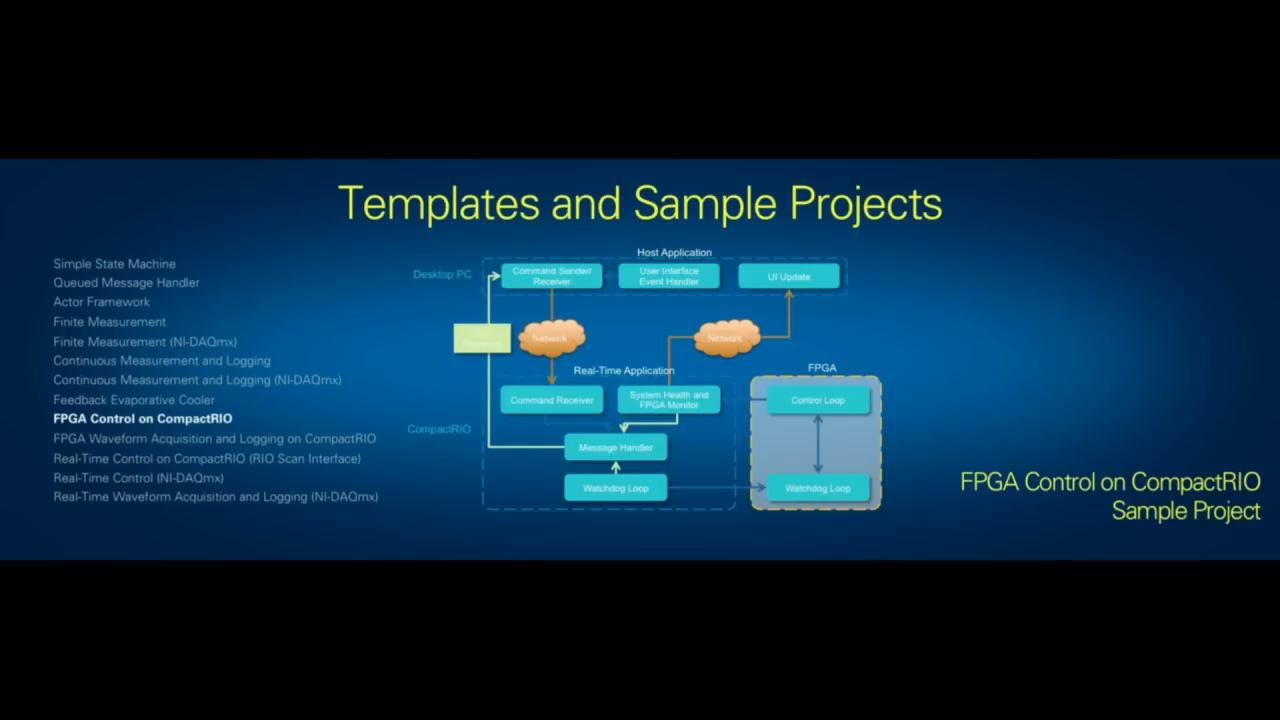 Templates and Sample Projects
Simple State Machine
Queued Message Handler
Actor Framework
Finite Measurement
Finite Measurement (NI-DAQmx)
Continuous Measurement and Logging
Continuous Measurement and Logging (NI-DAQmx)
Feedback Evaporative Cooler
FPGA Control on CompactRIO
FPGA Waveform Acquisition and Logging on CompactRIO
Real-Time Control on CompactRIO (RIO Scan Interface)
Real-Time Control (NI-DAQmx)
Real-Time Waveform Acquisition and Logging (NI-DAQmx)
Host Application
Desktop PC
Command Sender/
Receiver
User Interface
Event Handler
UI Update
Network
Network
Real-Time Application
FPGA
Command Receiver
System Health and
FPGA Monitor
Control Loop
CompactRIO
Message Handler
Watchdog Loop
Watchdog Loop
FPGA Control on CompactRIO
Sample Project